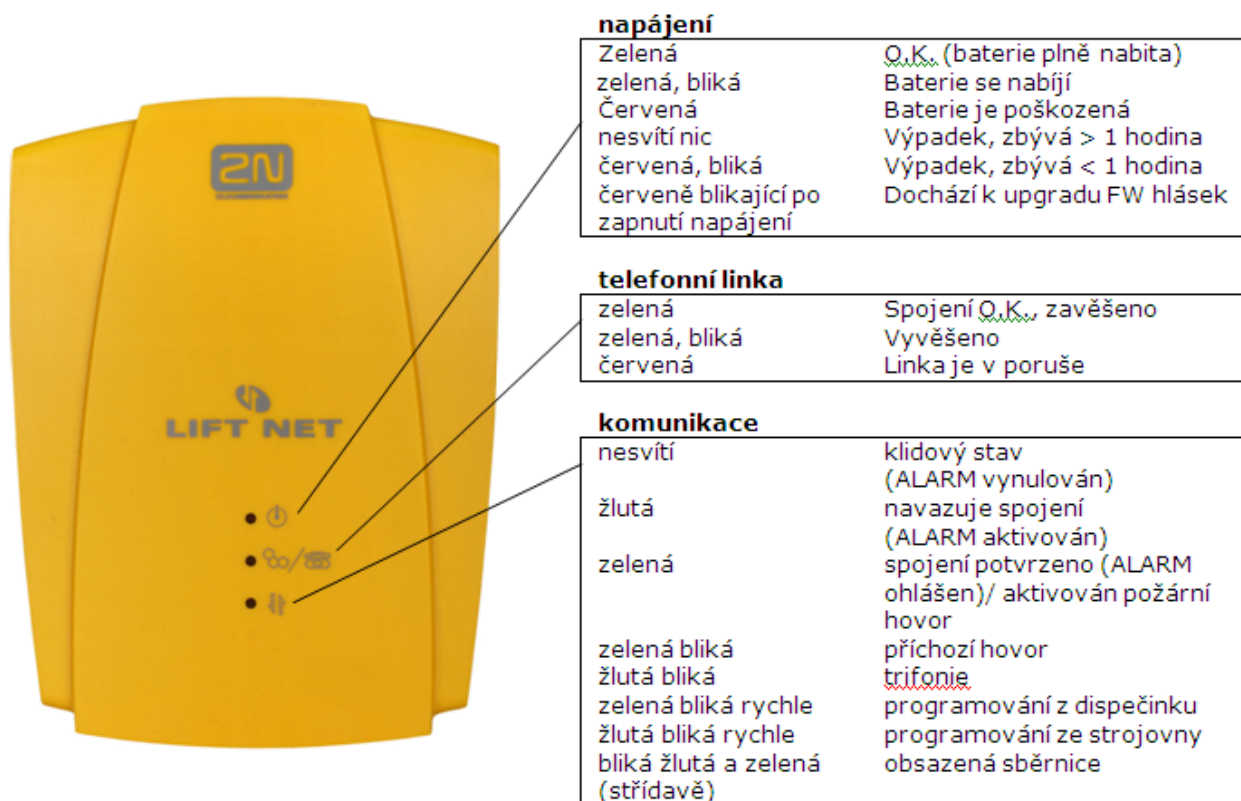 2N
LIFT NET
napájení
Zelená O.K. (baterie plně nabita)
zelená, bliká Baterie se nabíjí
Červená Baterie je poškozená
nesvítí nic Výpadek, zbývá > 1 hodina
červená, bliká Výpadek, zbývá < 1 hodina
červeně blikající po Dochází k upgradu FW hlásek
zapnutí napájení
telefonní linka
zelená Spojení O.K., zavěšeno
zelená, bliká Vyvěšeno
červená Linka je v poruše
komunikace
nesvítí klidový stav
(ALARM vynulován)
žlutá navazuje spojení
(ALARM aktivován)
zelená spojení potvrzeno (ALARM
ohlášen)/ aktivován požární
hovor
zelená bliká příchozí hovor
žlutá bliká trifonie
zelená bliká rychle programování z dispečinku
žlutá bliká rychle programování ze strojovny
bliká žlutá a zelená obsazená sběrnice
(střídavě)